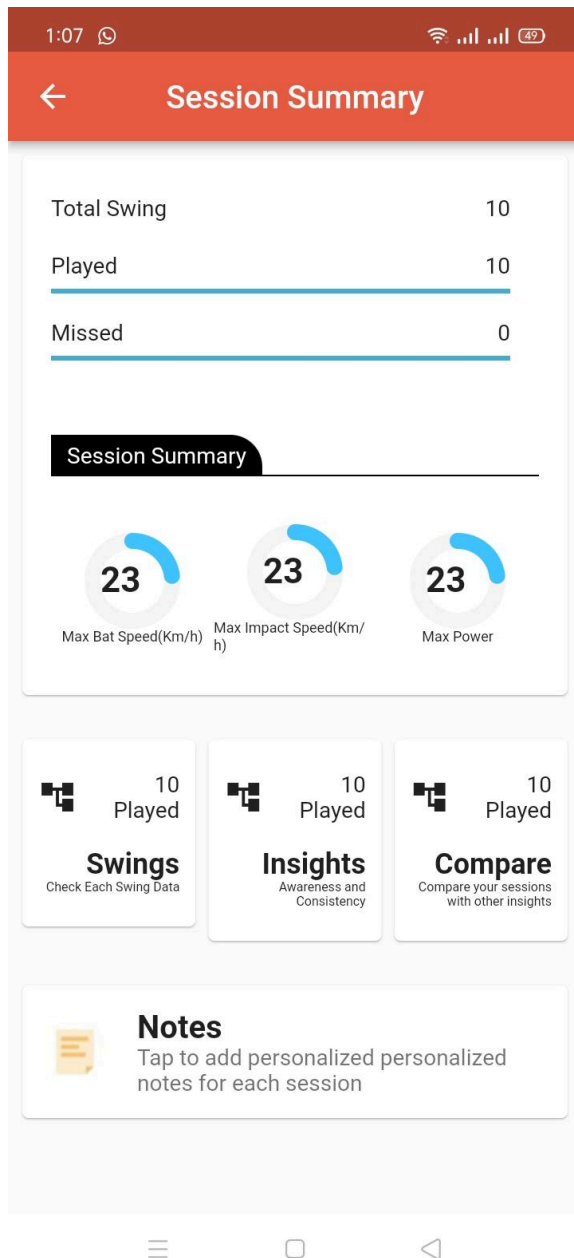 1:07
49
Session Summary
Total Swing 10
Played 10
Missed 0
Session Summary
23
23
23
Max Bat Speed(Km/h)
Max Impact Speed(Km/
h)
Max Power
10
Played
Swings
Check Each Swing Data
10
Played
Insights
Awareness and
Consistency
10
Played
Compare
Compare your sessions
with other insights
Notes
Tap to add personalized personalized
notes for each session